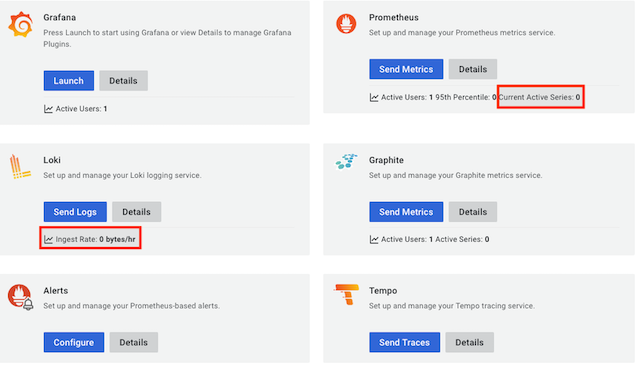 Grafana
Press Launch to start using Grafana or view Details to manage Grafana
Plugins.
Launch
Details
Active Users: 1
Prometheus
Set up and manage your Prometheus metrics service.
Send Metrics
Details
Active Users: 1 95th Percentile: 0 Current Active Series: 0
Loki
Set up and manage your Loki logging service.
Send Logs
Details
Ingest Rate: 0 bytes/hr
Graphite
Set up and manage your Graphite metrics service.
Send Metrics
Details
Active Users: 1 Active Series: 0
Alerts
Set up and manage your Prometheus-based alerts.
Configure
Details
Tempo
Set up and manage your Tempo tracing service.
Send Traces
Details